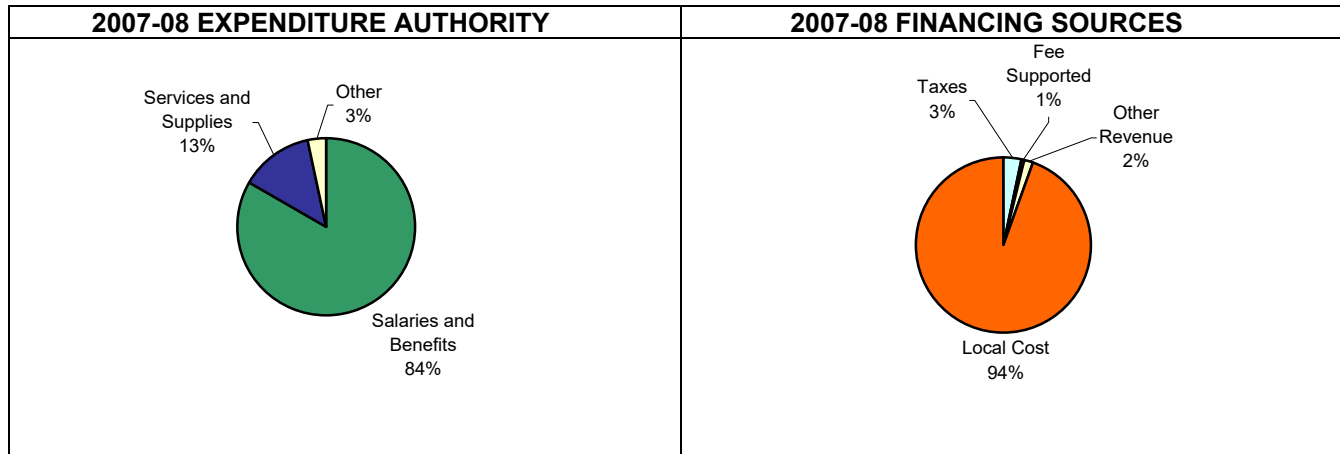 2007-08 EXPENDITURE AUTHORITY
Services and
Supplies
13%
Other
3%
Salaries and
Benefits
84%
2007-08 FINANCING SOURCES
Taxes
3%
Fee
Supported
1%
Other
Revenue
2%
Local Cost
94%